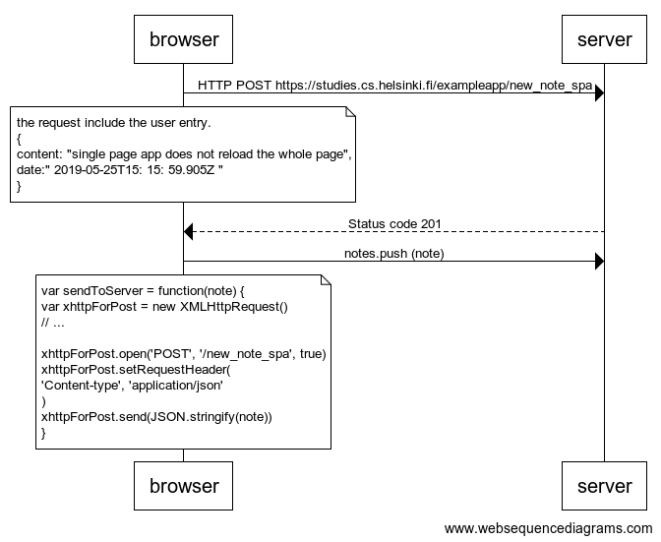 browser
server
HTTP POST https://studies.cs.helsinki.fi/exampleapp/new_note_spa
the request include the user entry.
{
content: "single page app does not reload the whole page",
date:" 2019-05-25T15: 15: 59.905Z "
}
Status code 201
notes.push (note)
var sendToServer = function(note) {
var xhttpForPost = new XMLHttpRequest()
// ...
xhttpForPost.open('POST', '/new_note_spa', true)
xhttpForPost.setRequestHeader(
'Content-type', 'application/json'
)
xhttpForPost.send(JSON.stringify(note))
}
browser
server
www.websequencediagrams.com